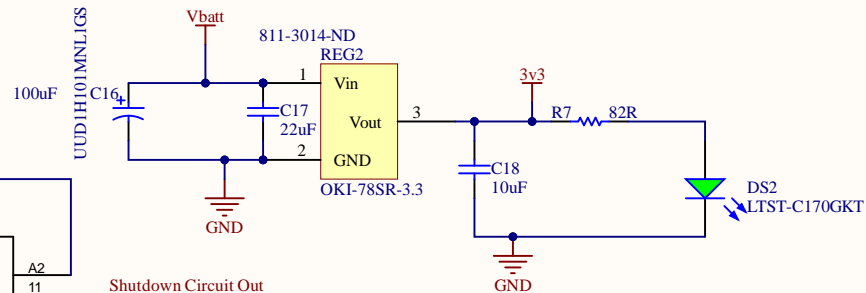 Vbatt
811-3014-ND
REG2
UUD1H101MNL1GS
100uF
C16
+
1
Vin
C17
22uF
Vout
3
2
GND
OKI-78SR-3.3
GND
3v3
R7
82R
C18
10uF
DS2
LTST-C170GKT
GND
A2
11
Shutdown Circuit Out